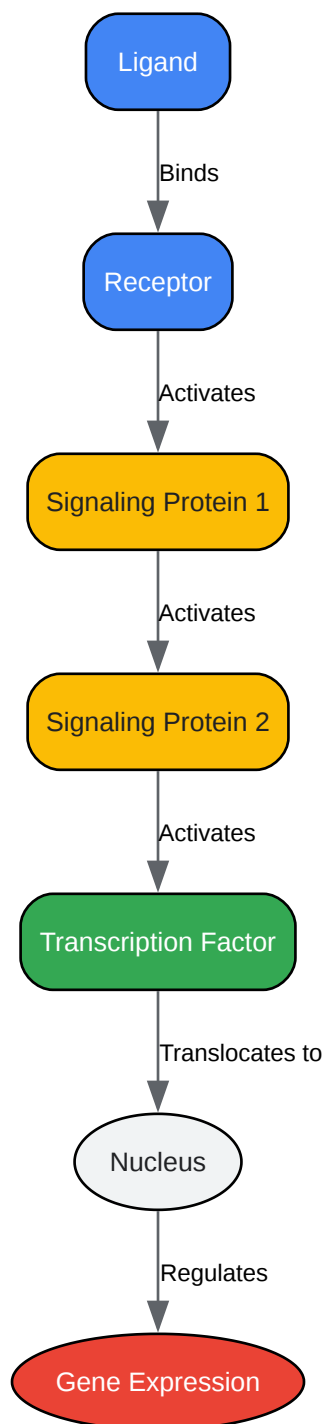 Ligand
Binds
Receptor
Activates
Signaling Protein 1
Activates
Signaling Protein 2
Activates
Transcription Factor
Translocates to
Nucleus
Regulates
Gene Expression